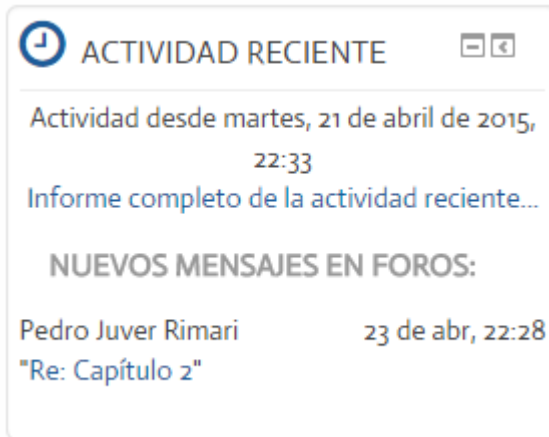 ACTIVIDAD RECIENTE
Actividad desde martes, 21 de abril de 2015,
22:33
Informe completo de la actividad reciente...
NUEVOS MENSAJES EN FOROS:
Pedro Juver Rimari 23 de abr, 22:28
"Re: Capítulo 2"